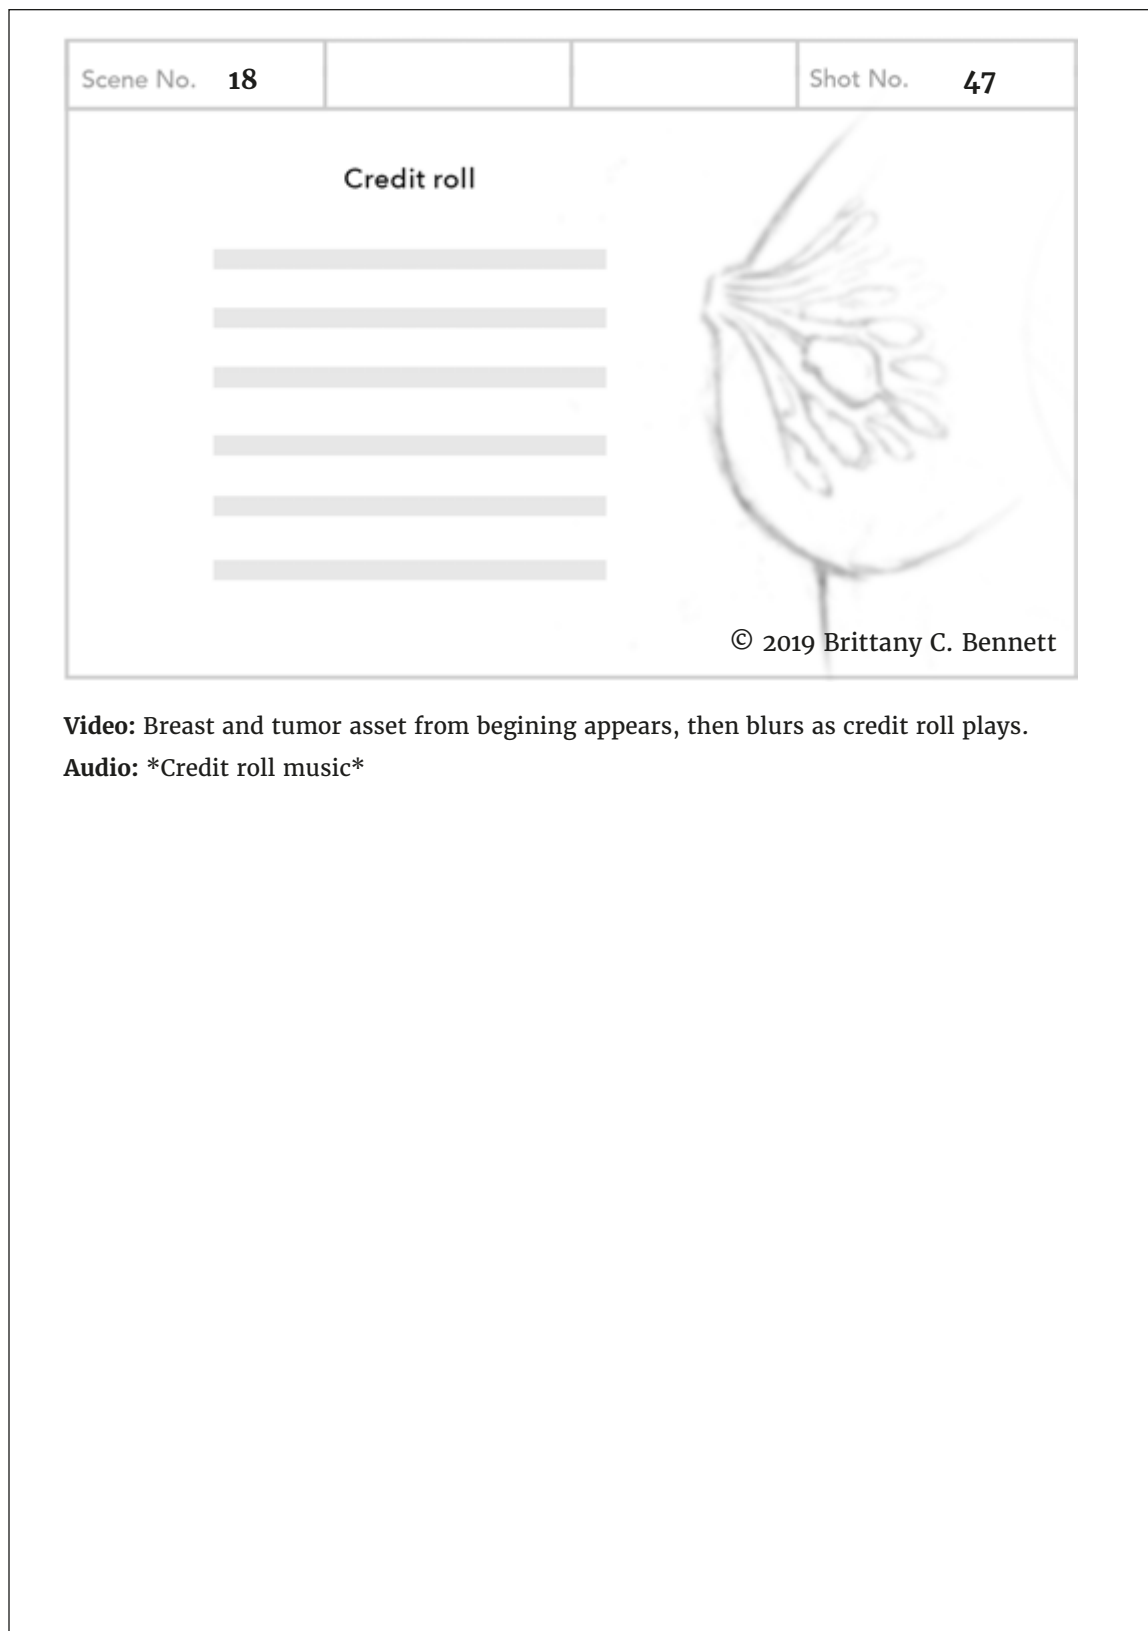 Scene No. 18 Shot No. 47
Credit roll
© 2019 Brittany C. Bennett
Video: Breast and tumor asset from begining appears, then blurs as credit roll plays.
Audio: *Credit roll music*